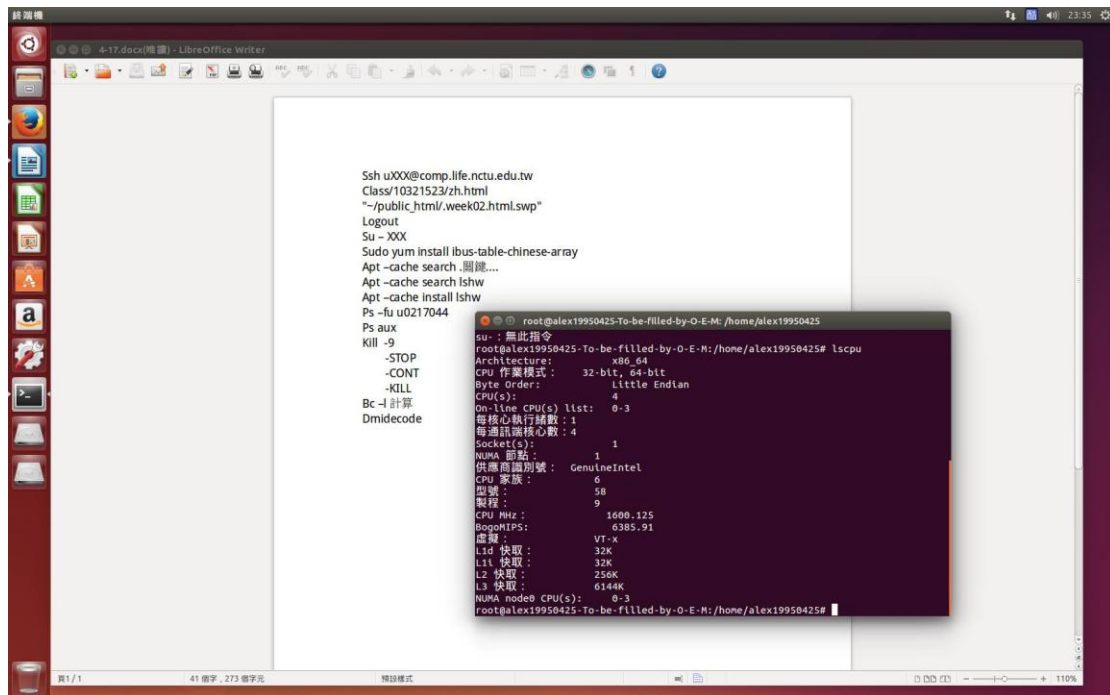 終端機
23:35
4-17.docx(唯讀) - LibreOffice Writer
Ssh uXXX@comp.life.nctu.edu.tw
Class/10321523/zh.html
"~/public_html/.week02.html.swp"
Logout
Su – XXX
Sudo yum install ibus-table-chinese-array
Apt –cache search .關鍵....
Apt –cache search lshw
Apt –cache install lshw
Ps –fu u0217044
Ps aux
Kill -9
-STOP
-CONT
-KILL
Bc –l 計算
Dmidecode
root@alex19950425-To-be-filled-by-O-E-M: /home/alex19950425
su-：無此指令
root@alex19950425-To-be-filled-by-O-E-M:/home/alex19950425# lscpu
Architecture: x86_64
CPU 作業模式： 32-bit, 64-bit
Byte Order: Little Endian
CPU(s): 4
On-line CPU(s) list: 0-3
每核心執行緒數：1
每通訊端核心數：4
Socket(s): 1
NUMA 節點： 1
供應商識別號： GenuineIntel
CPU 家族： 6
型號： 58
製程： 9
CPU MHz： 1600.125
BogoMIPS: 6385.91
虛擬： VT-x
L1d 快取： 32K
L1i 快取： 32K
L2 快取： 256K
L3 快取： 6144K
NUMA node0 CPU(s): 0-3
root@alex19950425-To-be-filled-by-O-E-M:/home/alex19950425#
頁1 / 1 41 個字，273 個字元 預設樣式 110%